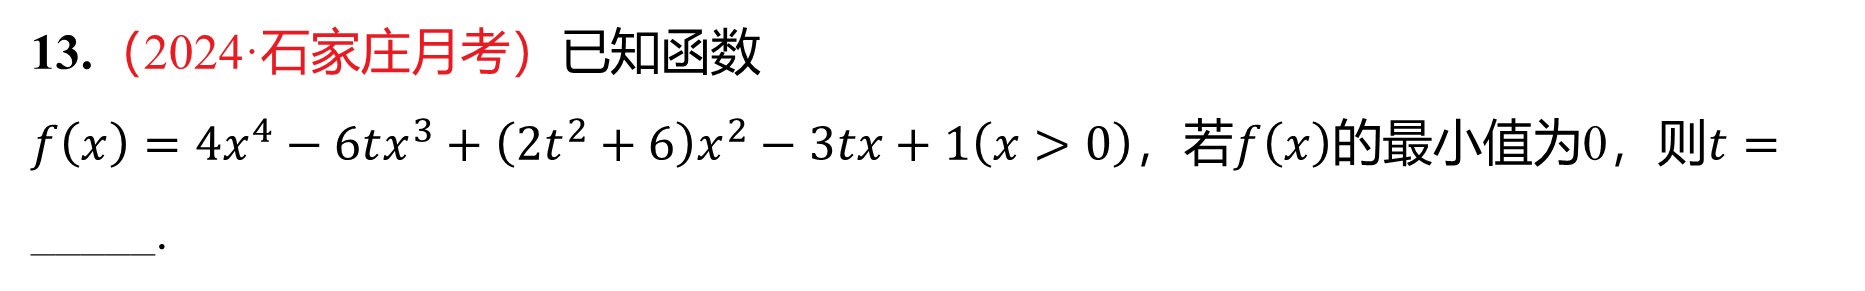 13.（2024·石家庄月考）已知函数
f(x) = 4x⁴ − 6tx³ + (2t² + 6)x² − 3tx + 1(x > 0)，若f(x)的最小值为0，则t =
_____.